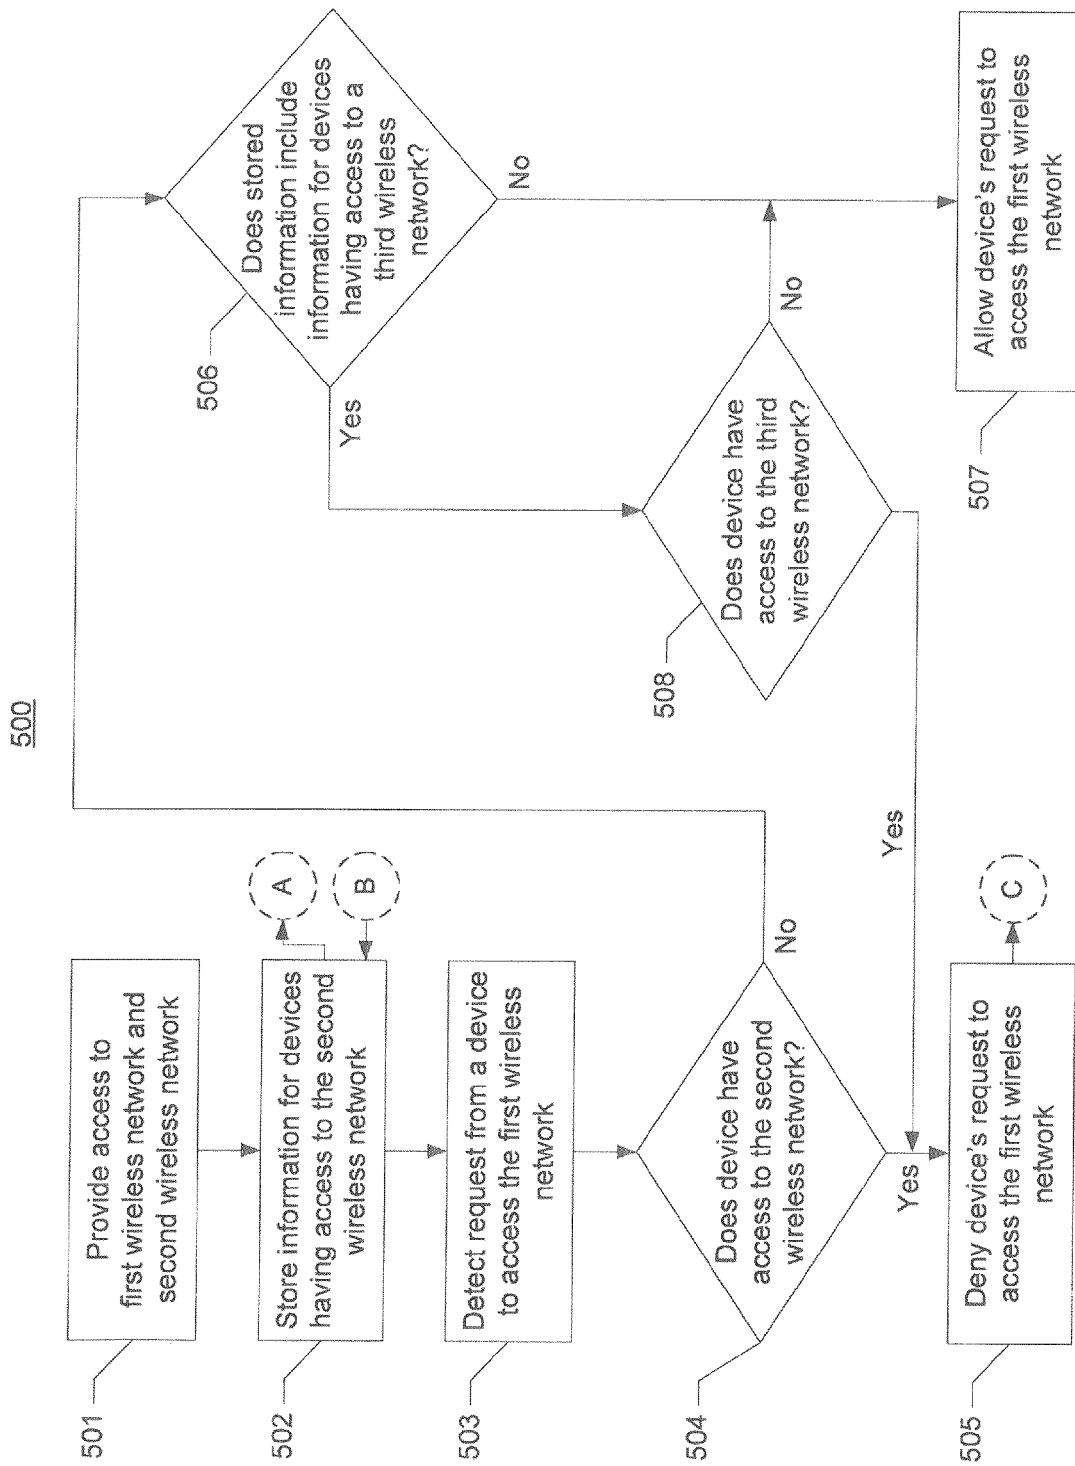 500
501
Provide access to
first wireless network and
second wireless network
502
Store information for devices
having access to the second
wireless network
A
B
503
Detect request from a device
to access the first wireless
network
504
Does device have
access to the second
wireless network?
No
Yes
505
Deny device's request to
access the first wireless
network
C
506
Does stored
information include
information for devices
having access to a
third wireless
network?
No
Yes
508
Does device have
access to the third
wireless network?
No
Yes
507
Allow device's request to
access the first wireless
network